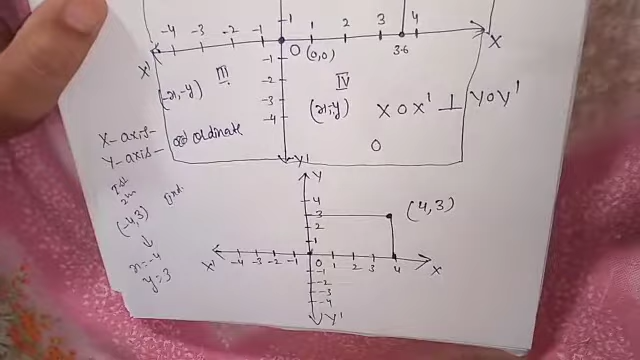 -4 -3 -2 -1 1 2 3 4
X' O (0,0) 3.6 X
1
-1
-2
-3
-4
III
(-x,-y)
IV
(x,-y)
X O X' ⊥ Y O Y'
O
X-axis-
Y-axis- ordinate
Y'
(-4,3)
↓
x=-4
y=3
Y
4
3
2
1
(4,3)
X' -4 -3 -2 -1 O 1 2 3 4 X
-1
-2
-3
-4
Y'